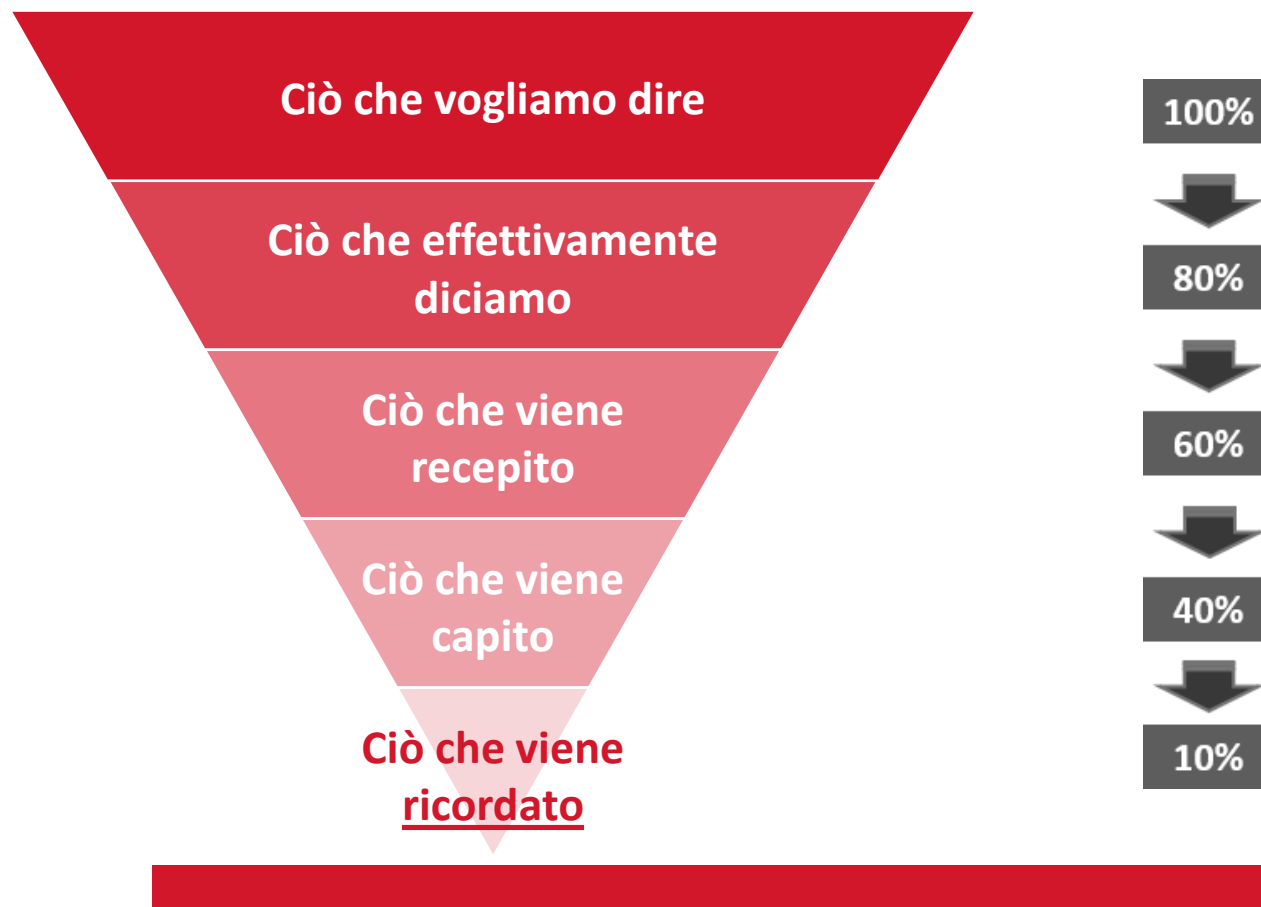 Ciò che vogliamo dire
100%
Ciò che effettivamente
diciamo
80%
Ciò che viene
recepito
60%
Ciò che viene
capito
40%
Ciò che viene
ricordato
10%